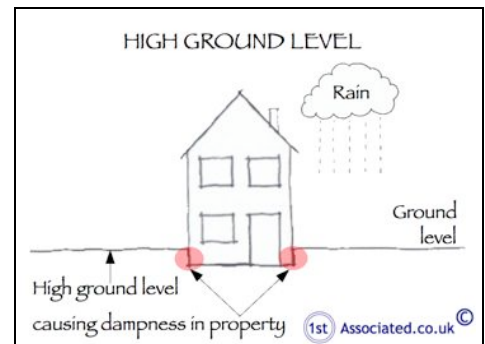 HIGH GROUND LEVEL
Rain
Ground
level
High ground level
causing dampness in property
1st Associated.co.uk ©